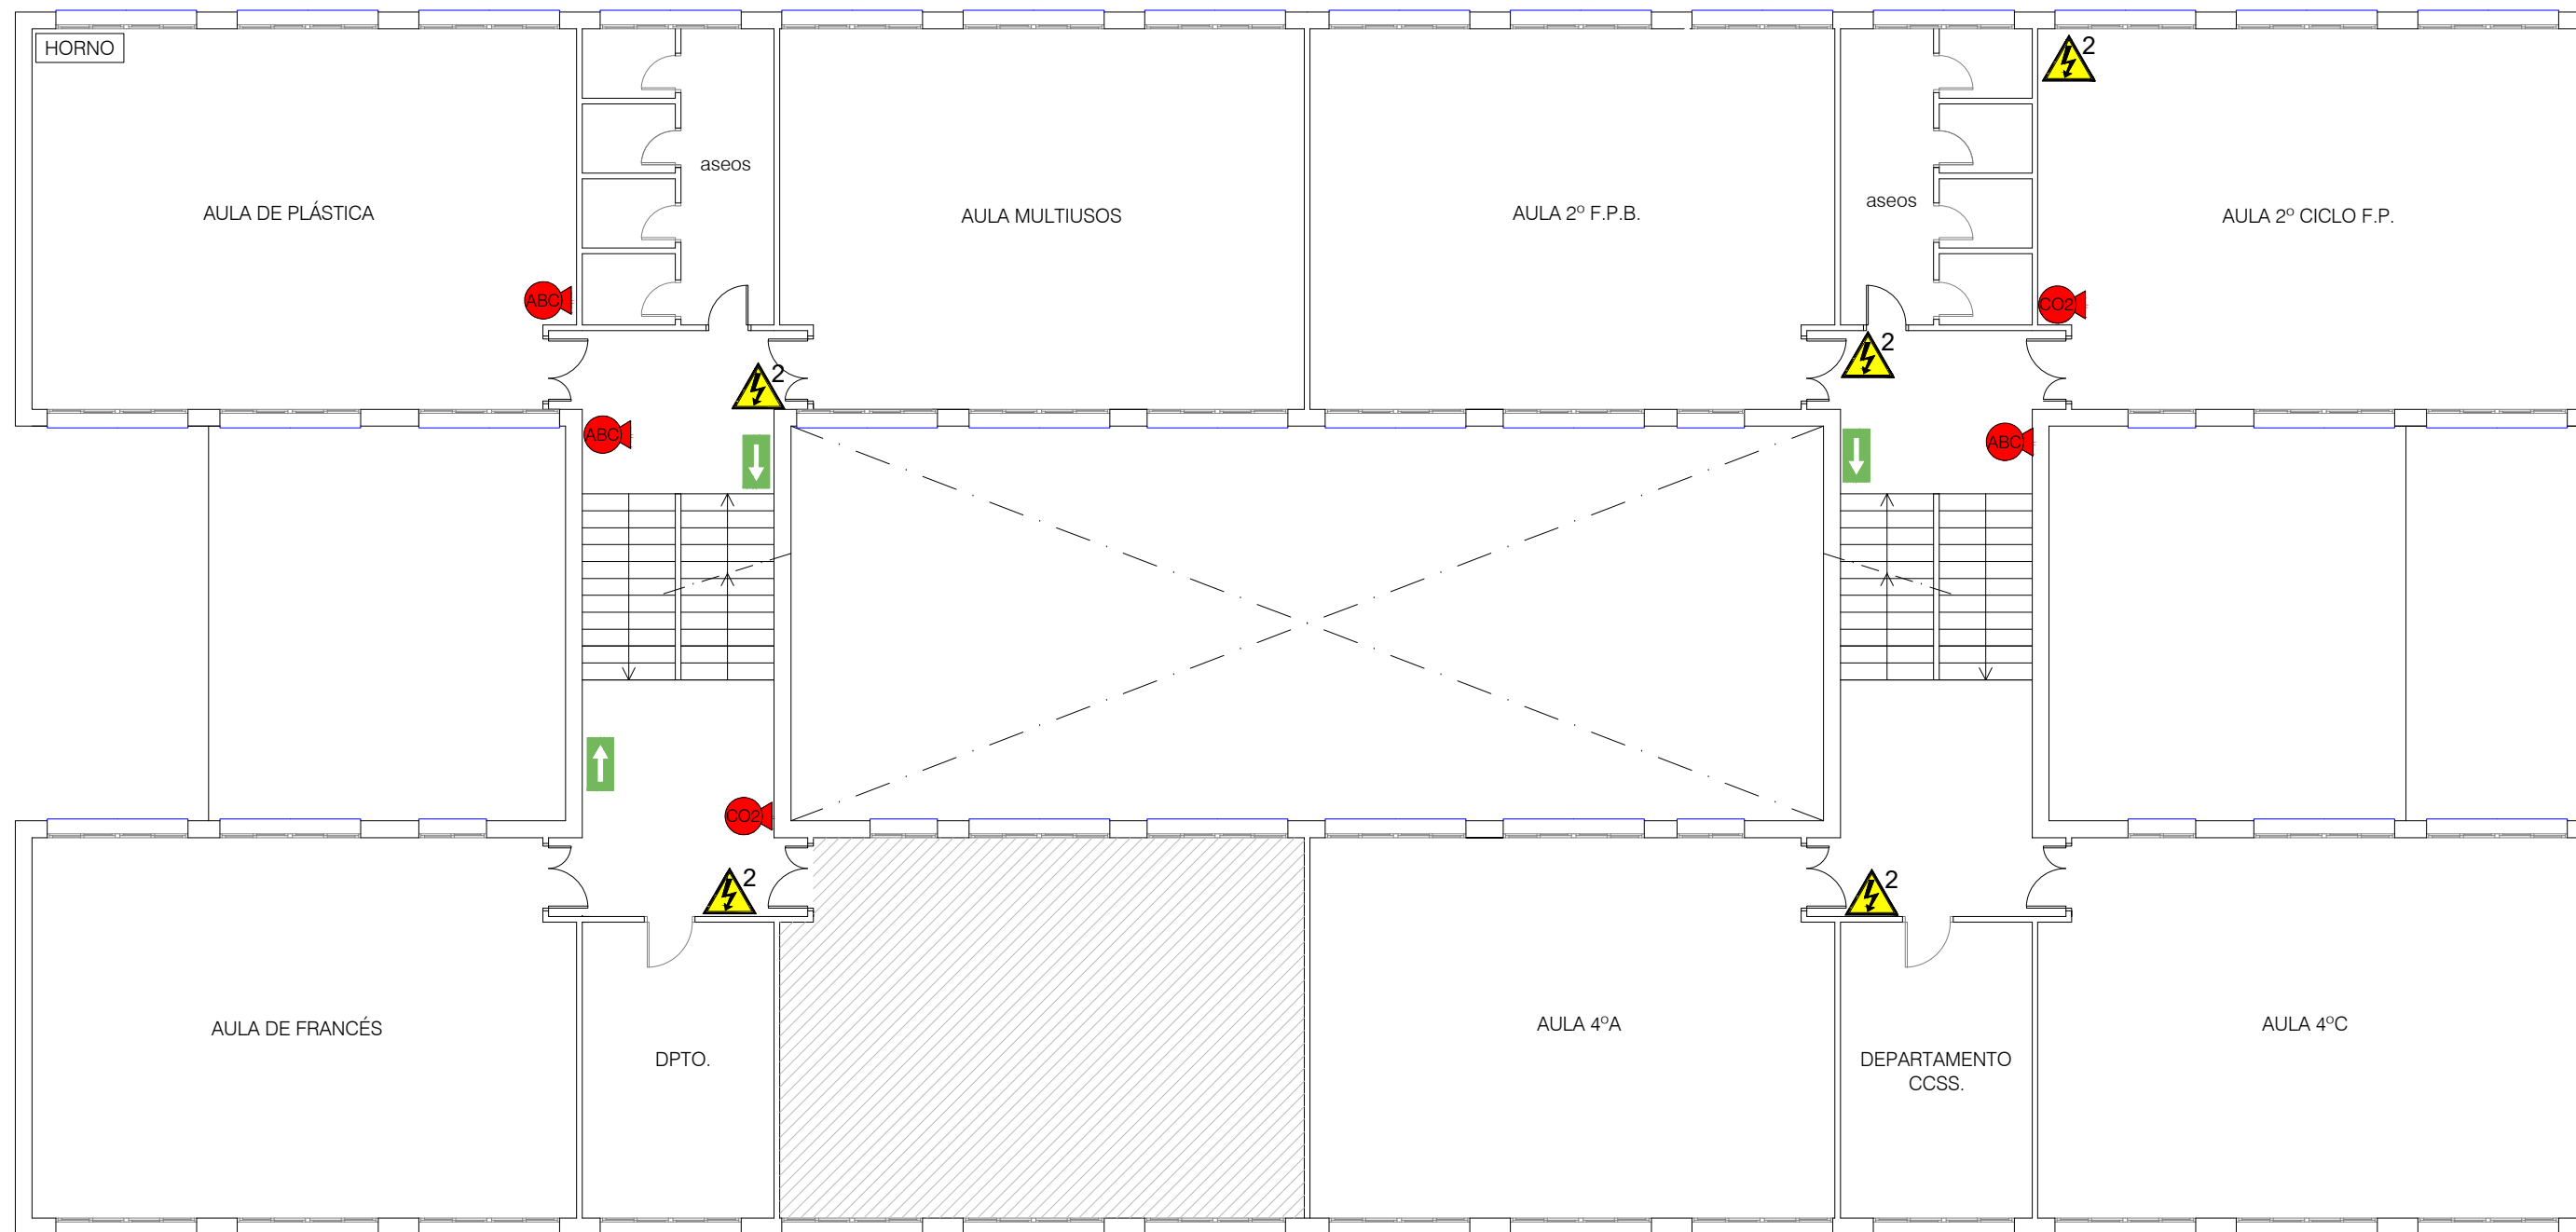 HORNO
2
aseos
aseos
AULA DE PLÁSTICA
AULA MULTIUSOS
AULA 2º F.P.B.
AULA 2º CICLO F.P.
ABC
CO2
2
2
ABC
ABC
CO2
2
2
AULA DE FRANCÉS
AULA 4ºA
AULA 4ºC
DPTO.
DEPARTAMENTO
CCSS.